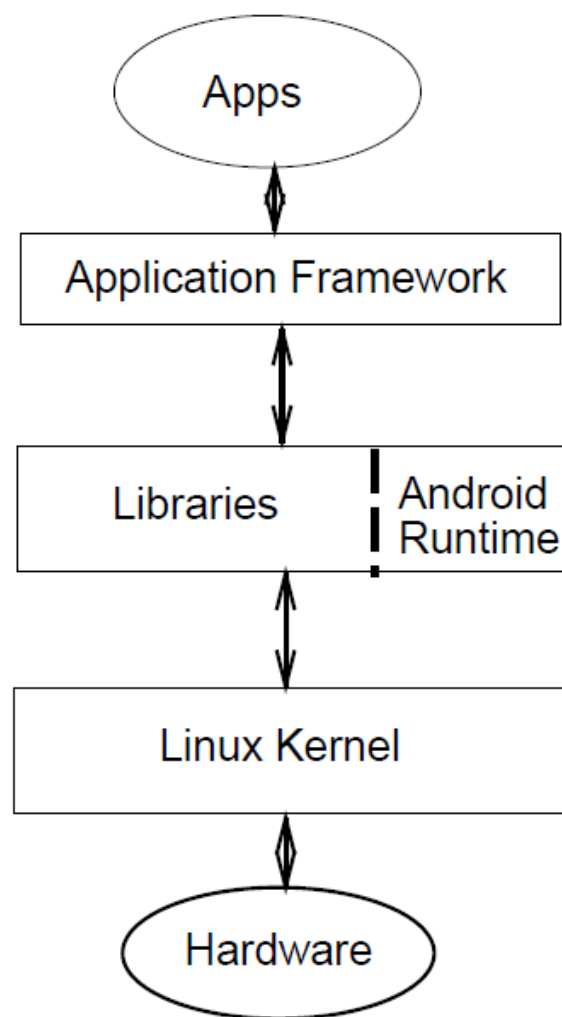 Apps
Application Framework
Libraries
Android
Runtime
Linux Kernel
Hardware